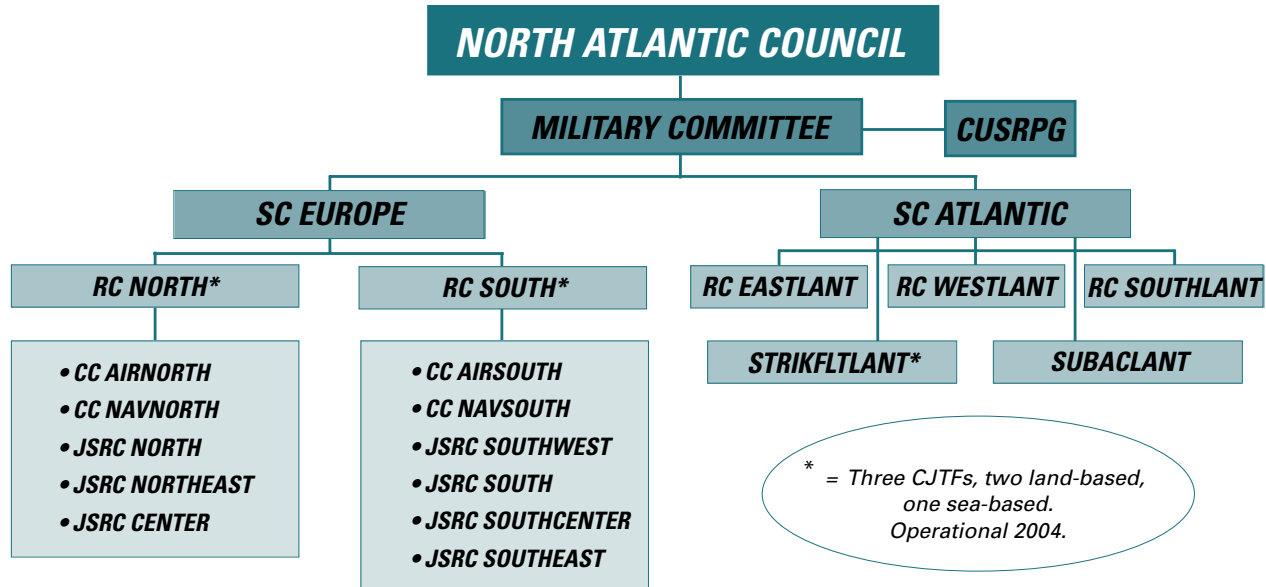 NORTH ATLANTIC COUNCIL
MILITARY COMMITTEE
CUSRPG
SC EUROPE
SC ATLANTIC
RC NORTH*
RC SOUTH*
RC EASTLANT
RC WESTLANT
RC SOUTHLANT
STRIKFLTLANT*
SUBACLANT
• CC AIRNORTH
• CC NAVNORTH
• JSRC NORTH
• JSRC NORTHEAST
• JSRC CENTER
• CC AIRSOUTH
• CC NAVSOUTH
• JSRC SOUTHWEST
• JSRC SOUTH
• JSRC SOUTHCENTER
• JSRC SOUTHEAST
* = Three CJTFs, two land-based,
one sea-based.
Operational 2004.